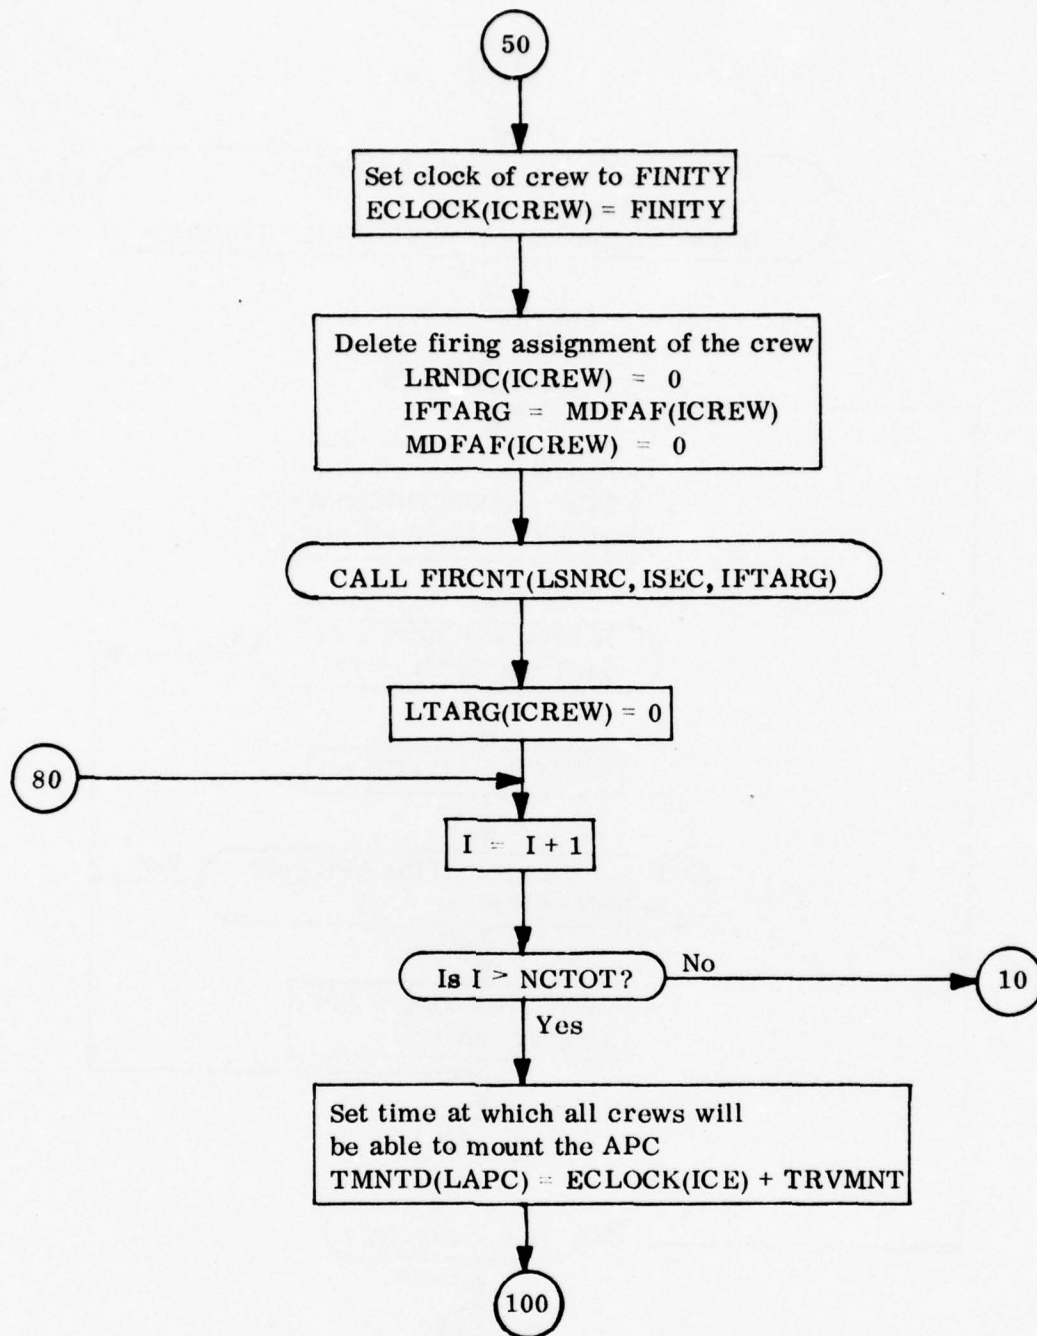 50
Set clock of crew to FINITY
ECLOCK(ICREW) = FINITY
Delete firing assignment of the crew
LRNDC(ICREW) = 0
IFTARG = MDFAF(ICREW)
MDFAF(ICREW) = 0
CALL FIRCNT(LSNRC, ISEC, IFTARG)
LTARG(ICREW) = 0
80
I = I + 1
Is I > NCTOT?
No
10
Yes
Set time at which all crews will
be able to mount the APC
TMNTD(LAPC) = ECLOCK(ICE) + TRVMNT
100